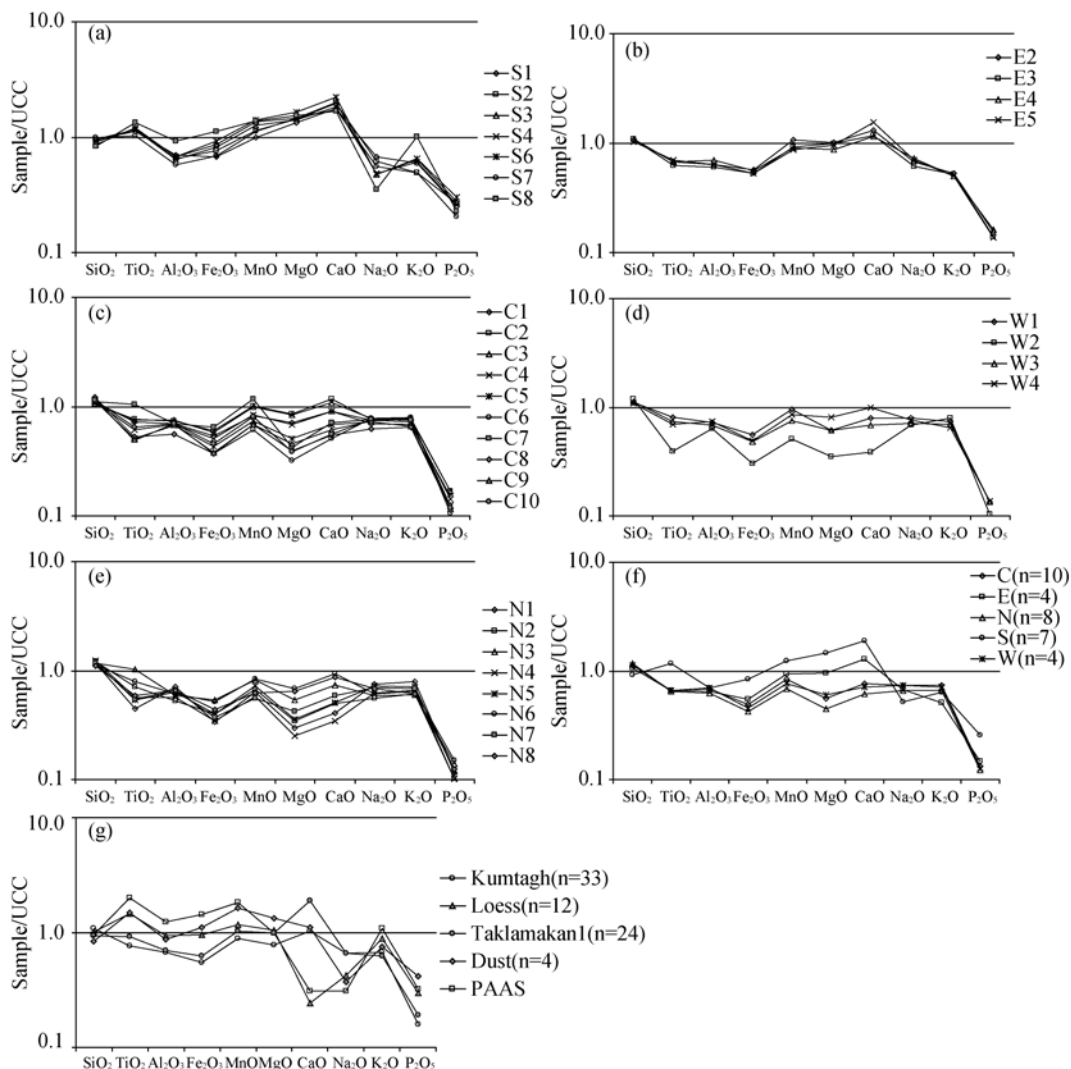 (a)
10.0
1.0
0.1
Sample/UCC
SiO₂ TiO₂ Al₂O₃ Fe₂O₃ MnO MgO CaO Na₂O K₂O P₂O₅
S1
S2
S3
S4
S6
S7
S8
(b)
10.0
1.0
0.1
Sample/UCC
SiO₂ TiO₂ Al₂O₃ Fe₂O₃ MnO MgO CaO Na₂O K₂O P₂O₅
E2
E3
E4
E5
(c)
10.0
1.0
0.1
Sample/UCC
SiO₂ TiO₂ Al₂O₃ Fe₂O₃ MnO MgO CaO Na₂O K₂O P₂O₅
C1
C2
C3
C4
C5
C6
C7
C8
C9
C10
(d)
10.0
1.0
0.1
Sample/UCC
SiO₂ TiO₂ Al₂O₃ Fe₂O₃ MnO MgO CaO Na₂O K₂O P₂O₅
W1
W2
W3
W4
(e)
10.0
1.0
0.1
Sample/UCC
SiO₂ TiO₂ Al₂O₃ Fe₂O₃ MnO MgO CaO Na₂O K₂O P₂O₅
N1
N2
N3
N4
N5
N6
N7
N8
(f)
10.0
1.0
0.1
Sample/UCC
SiO₂ TiO₂ Al₂O₃ Fe₂O₃ MnO MgO CaO Na₂O K₂O P₂O₅
C(n=10)
E(n=4)
N(n=8)
S(n=7)
W(n=4)
(g)
10.0
1.0
0.1
Sample/UCC
SiO₂ TiO₂ Al₂O₃ Fe₂O₃ MnO MgO CaO Na₂O K₂O P₂O₅
Kumtagh(n=33)
Loess(n=12)
Taklamakan1(n=24)
Dust(n=4)
PAAS